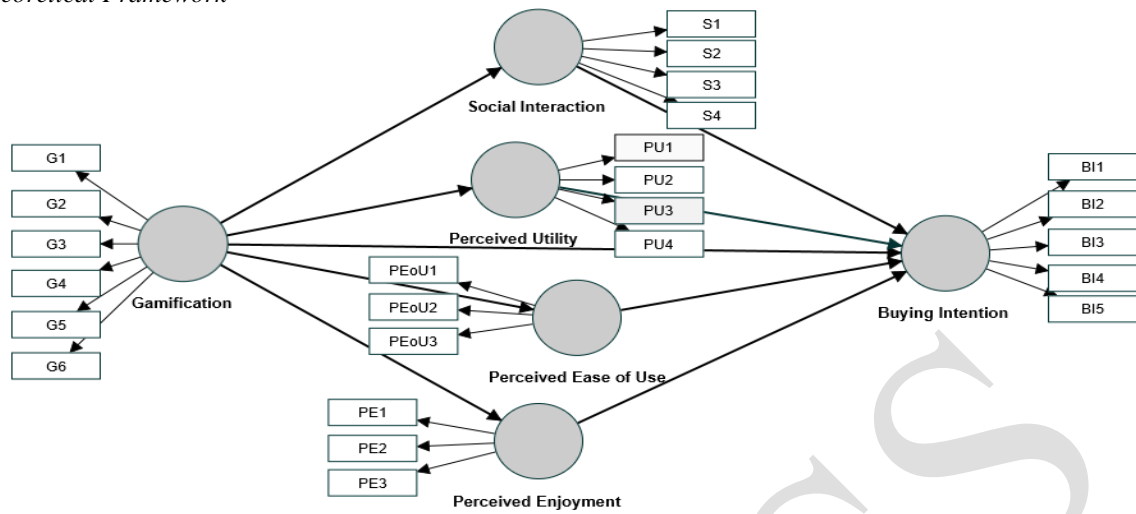 Theoretical Framework
S1
S2
S3
S4
Social Interaction
G1
G2
G3
G4
G5
G6
Gamification
PU1
PU2
PU3
PU4
Perceived Utility
PEoU1
PEoU2
PEoU3
Perceived Ease of Use
PE1
PE2
PE3
Perceived Enjoyment
BI1
BI2
BI3
BI4
BI5
Buying Intention